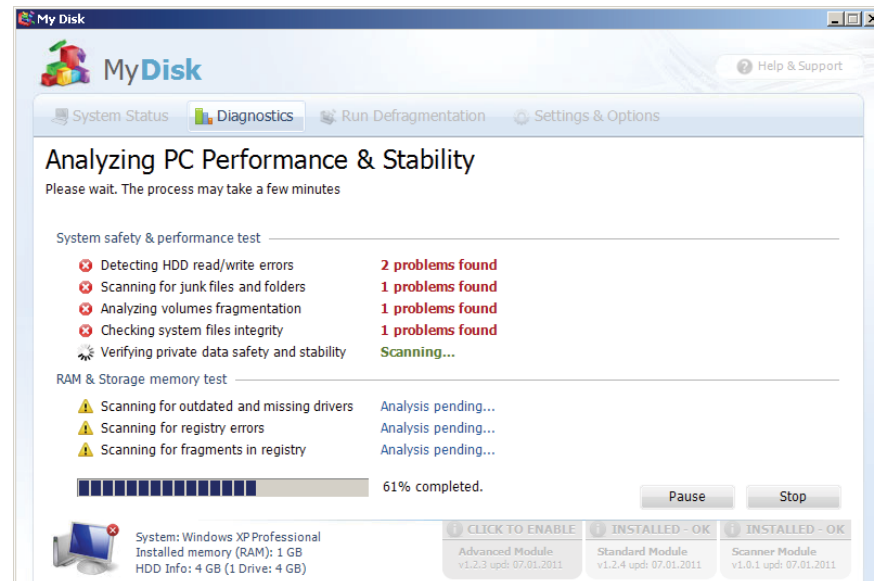 My Disk
MyDisk
Help & Support
System Status Diagnostics Run Defragmentation Settings & Options
Analyzing PC Performance & Stability
Please wait. The process may take a few minutes
System safety & performance test
Detecting HDD read/write errors 2 problems found
Scanning for junk files and folders 1 problems found
Analyzing volumes fragmentation 1 problems found
Checking system files integrity 1 problems found
Verifying private data safety and stability Scanning...
RAM & Storage memory test
Scanning for outdated and missing drivers Analysis pending...
Scanning for registry errors Analysis pending...
Scanning for fragments in registry Analysis pending...
61% completed.
Pause Stop
System: Windows XP Professional
Installed memory (RAM): 1 GB
HDD Info: 4 GB (1 Drive: 4 GB)
CLICK TO ENABLE
Advanced Module
v1.2.3 upd: 07.01.2011
INSTALLED - OK
Standard Module
v1.2.4 upd: 07.01.2011
INSTALLED - OK
Scanner Module
v1.0.1 upd: 07.01.2011